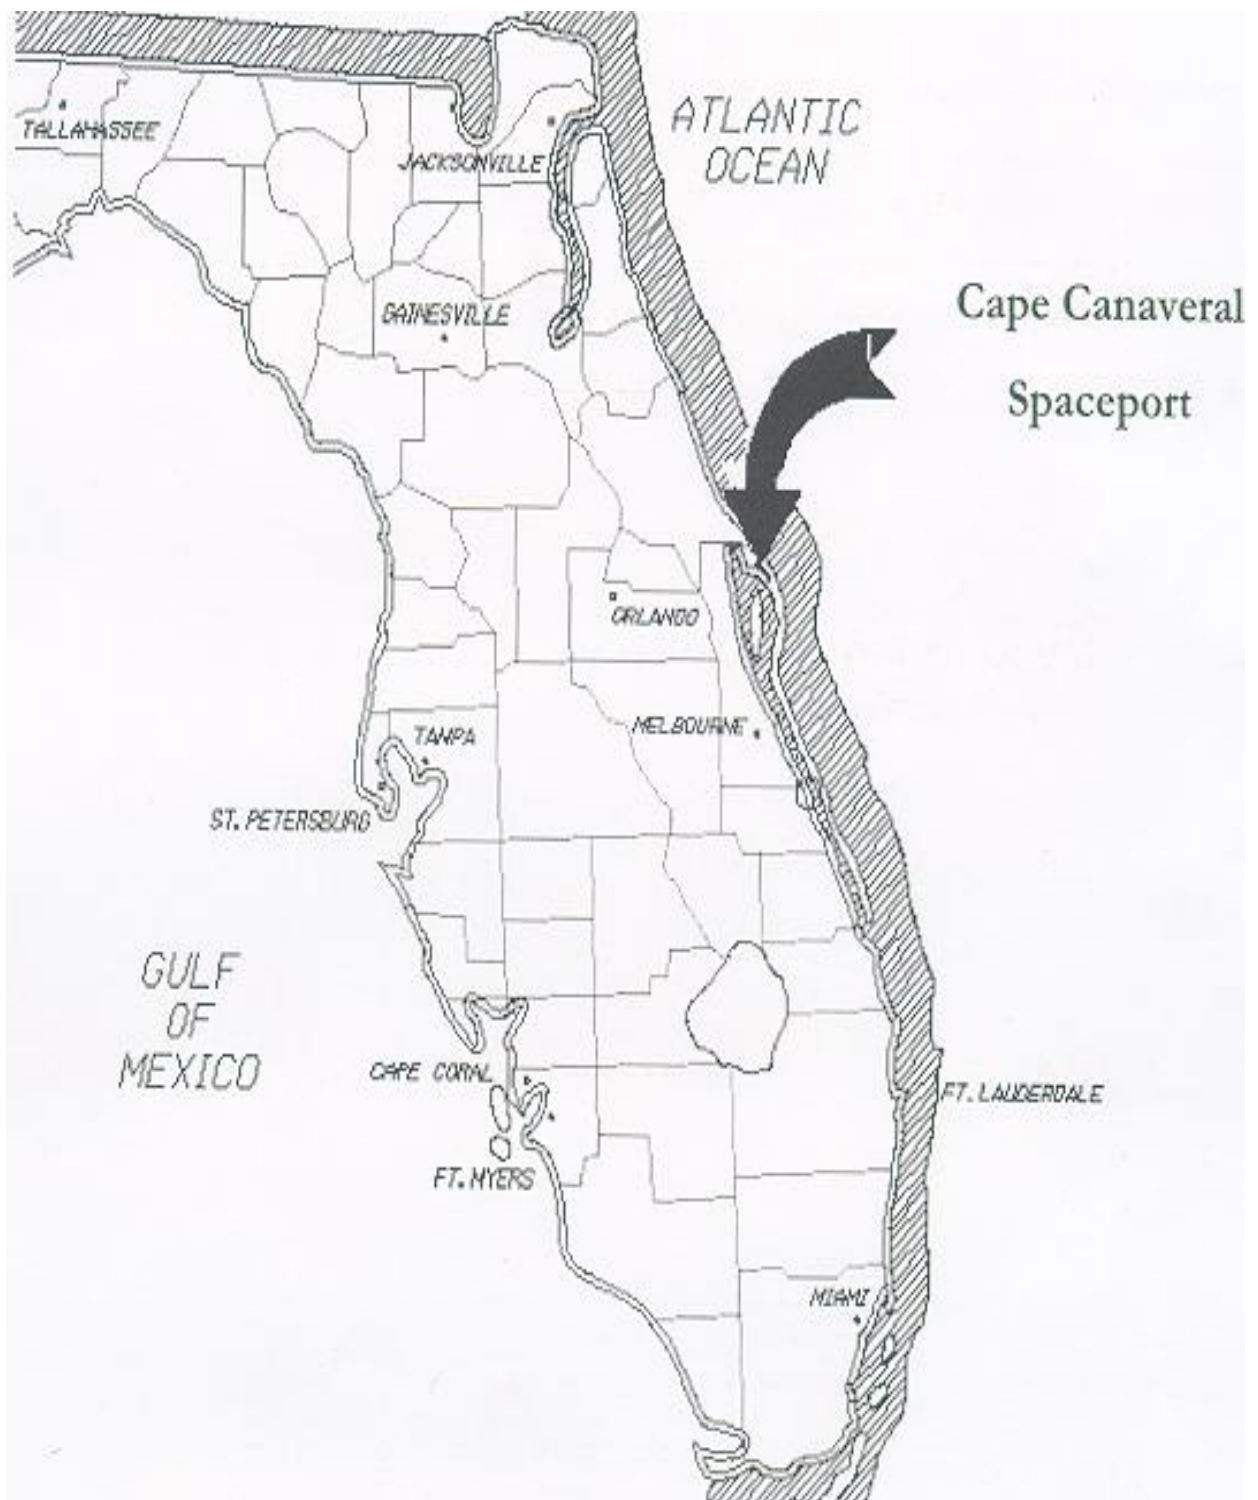 ATLANTIC
OCEAN
TALLAHASSEE
JACKSONVILLE
Cape Canaveral
Spaceport
GAINESVILLE
ORLANDO
MELBOURNE
TAMPA
ST. PETERSBURG
GULF
OF
MEXICO
CAPE CORAL
FT. LAUDERDALE
FT. MYERS
MIAMI